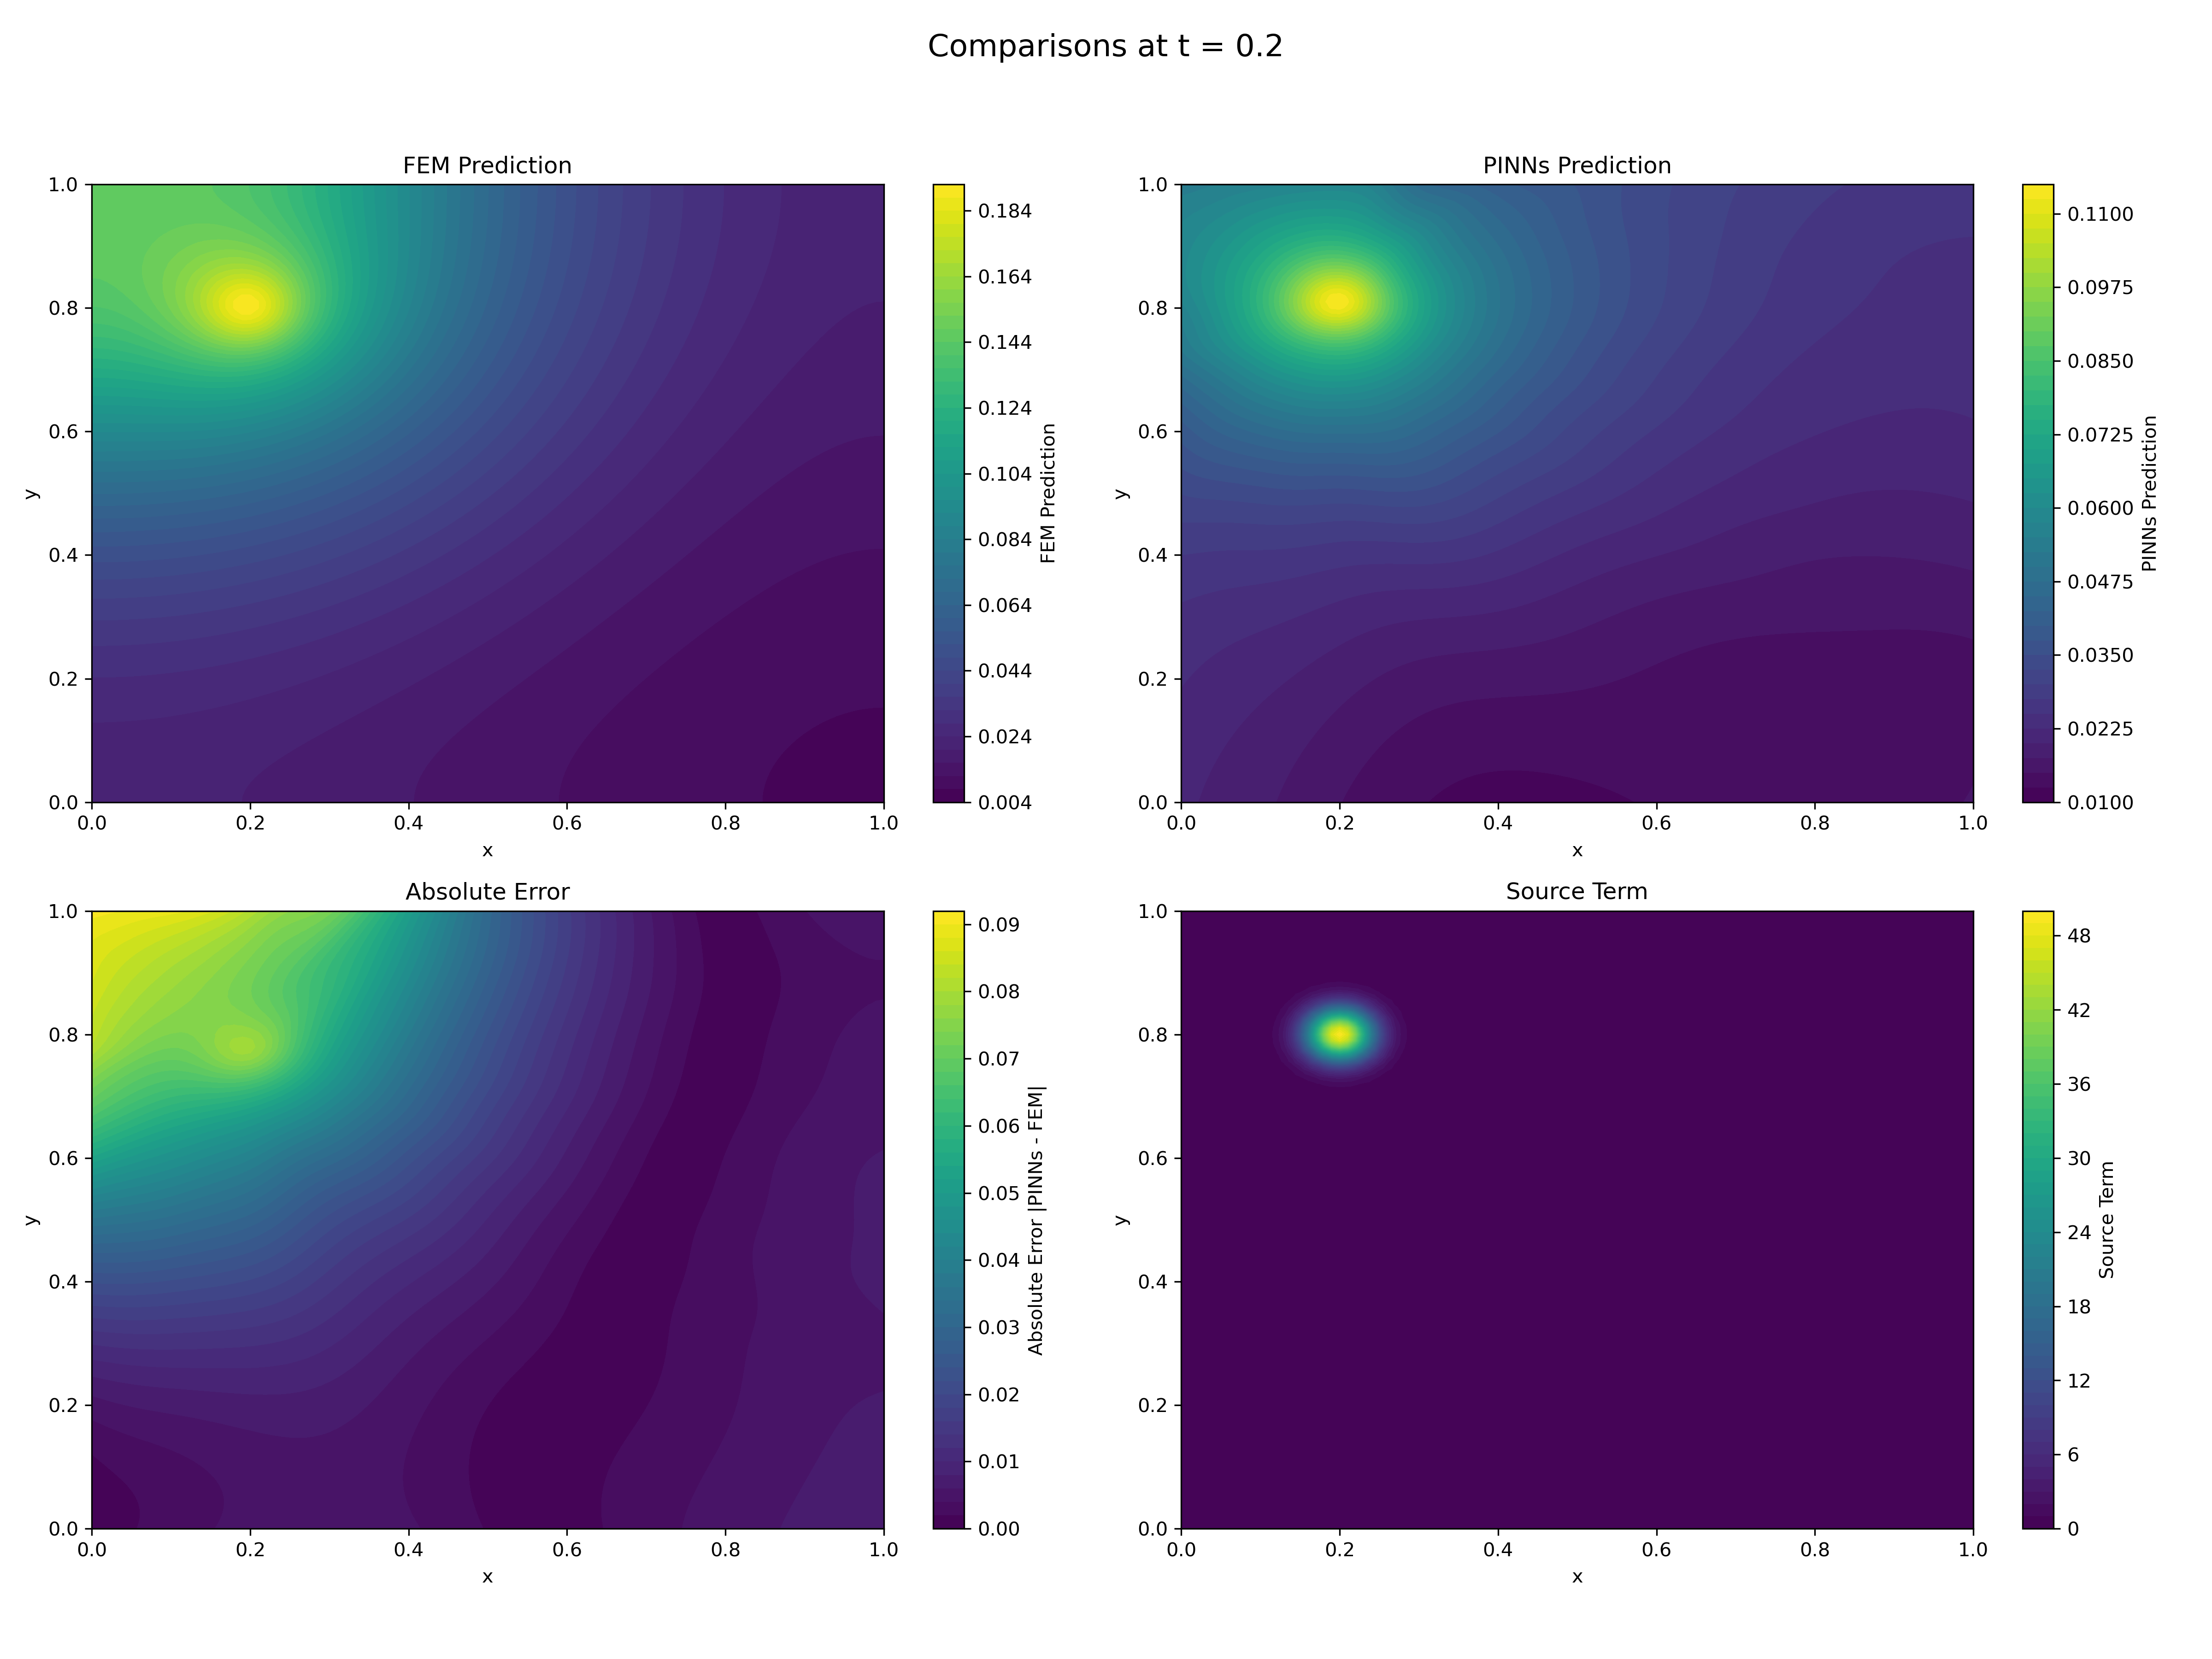 Comparisons at t = 0.2
FEM Prediction
1.0
0.8
0.6
0.4
0.2
0.0
y
0.0 0.2 0.4 0.6 0.8 1.0
x
0.184
0.164
0.144
0.124
0.104
0.084
0.064
0.044
0.024
0.004
FEM Prediction
PINNs Prediction
1.0
0.8
0.6
0.4
0.2
0.0
y
0.0 0.2 0.4 0.6 0.8 1.0
x
0.1100
0.0975
0.0850
0.0725
0.0600
0.0475
0.0350
0.0225
0.0100
PINNs Prediction
Absolute Error
1.0
0.8
0.6
0.4
0.2
0.0
y
0.0 0.2 0.4 0.6 0.8 1.0
x
0.09
0.08
0.07
0.06
0.05
0.04
0.03
0.02
0.01
0.00
Absolute Error |PINNs - FEM|
Source Term
1.0
0.8
0.6
0.4
0.2
0.0
y
0.0 0.2 0.4 0.6 0.8 1.0
x
48
42
36
30
24
18
12
6
0
Source Term